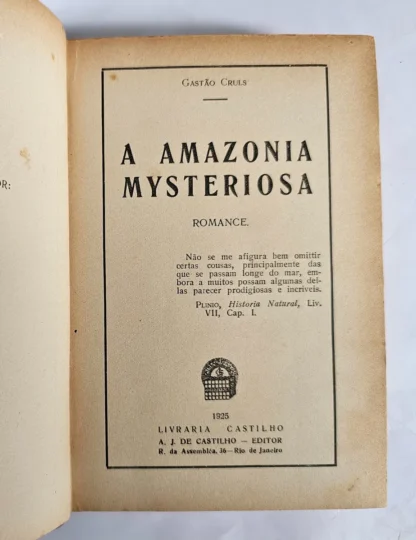 OR:
GASTÃO CRULS
A AMAZONIA
MYSTERIOSA
ROMANCE.
Não se me afigura bem omittir
certas cousas, principalmente das
que se passam longe do mar, em-
bora a muitos possam algumas del-
las parecer prodigiosas e incriveis.
PLINIO, Historia Natural, Liv.
VII, Cap. I.
1925
LIVRARIA CASTILHO
A. J. DE CASTILHO — EDITOR
R. da Assembléa, 36—Rio de Janeiro